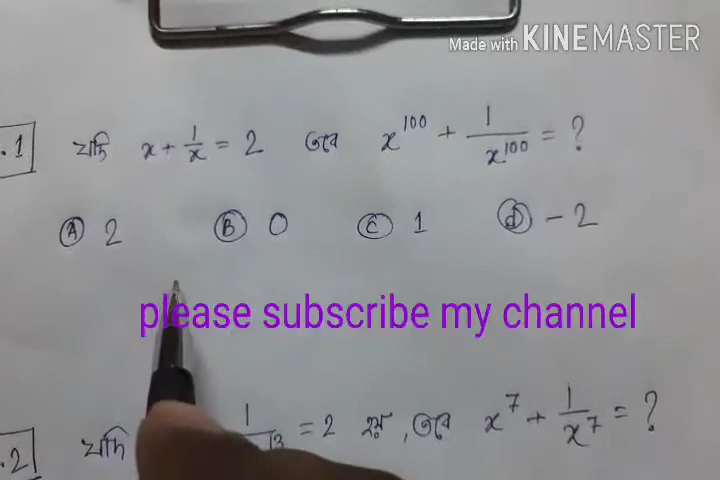 Made with KINEMASTER
.1 যদি x + 1/x = 2 তবে x^100 + 1/x^100 = ?
(A) 2 (B) 0 (C) 1 (d) - 2
please subscribe my channel
.2 যদি 1 = 2 হয়, তবে x^7 + 1/x^7 = ?